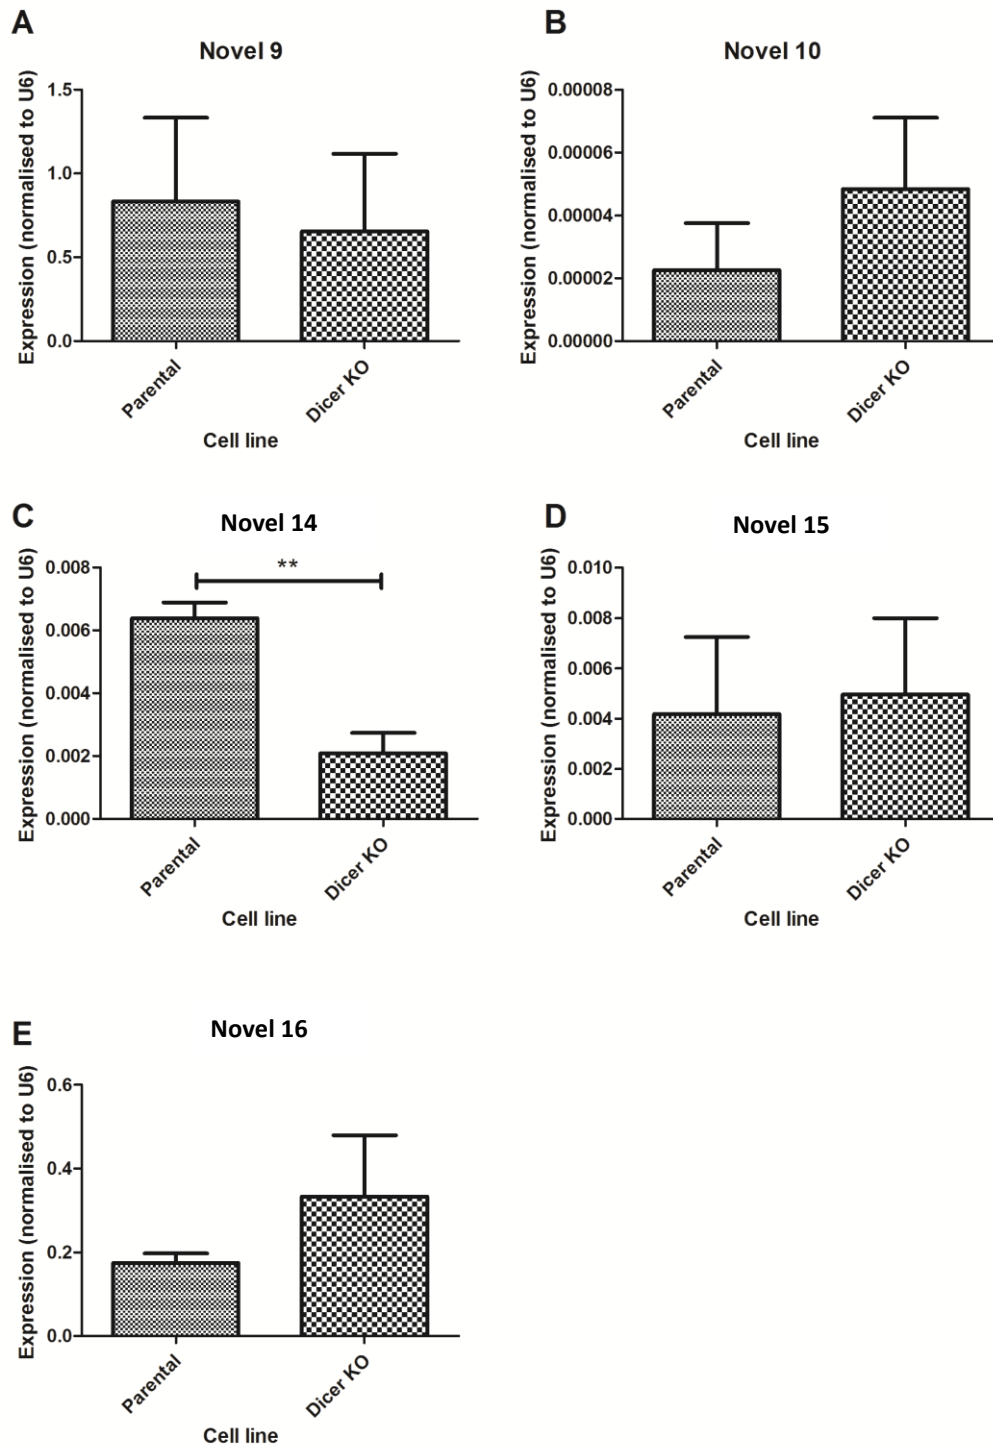 A
Novel 9
Expression (normalised to U6)
1.5
1.0
0.5
0.0
Parental
Dicer KO
Cell line
B
Novel 10
Expression (normalised to U6)
0.00008
0.00006
0.00004
0.00002
0.00000
Parental
Dicer KO
Cell line
C
Novel 14
Expression (normalised to U6)
0.008
0.006
0.004
0.002
0.000
**
Parental
Dicer KO
Cell line
D
Novel 15
Expression (normalised to U6)
0.010
0.008
0.006
0.004
0.002
0.000
Parental
Dicer KO
Cell line
E
Novel 16
Expression (normalised to U6)
0.6
0.4
0.2
0.0
Parental
Dicer KO
Cell line